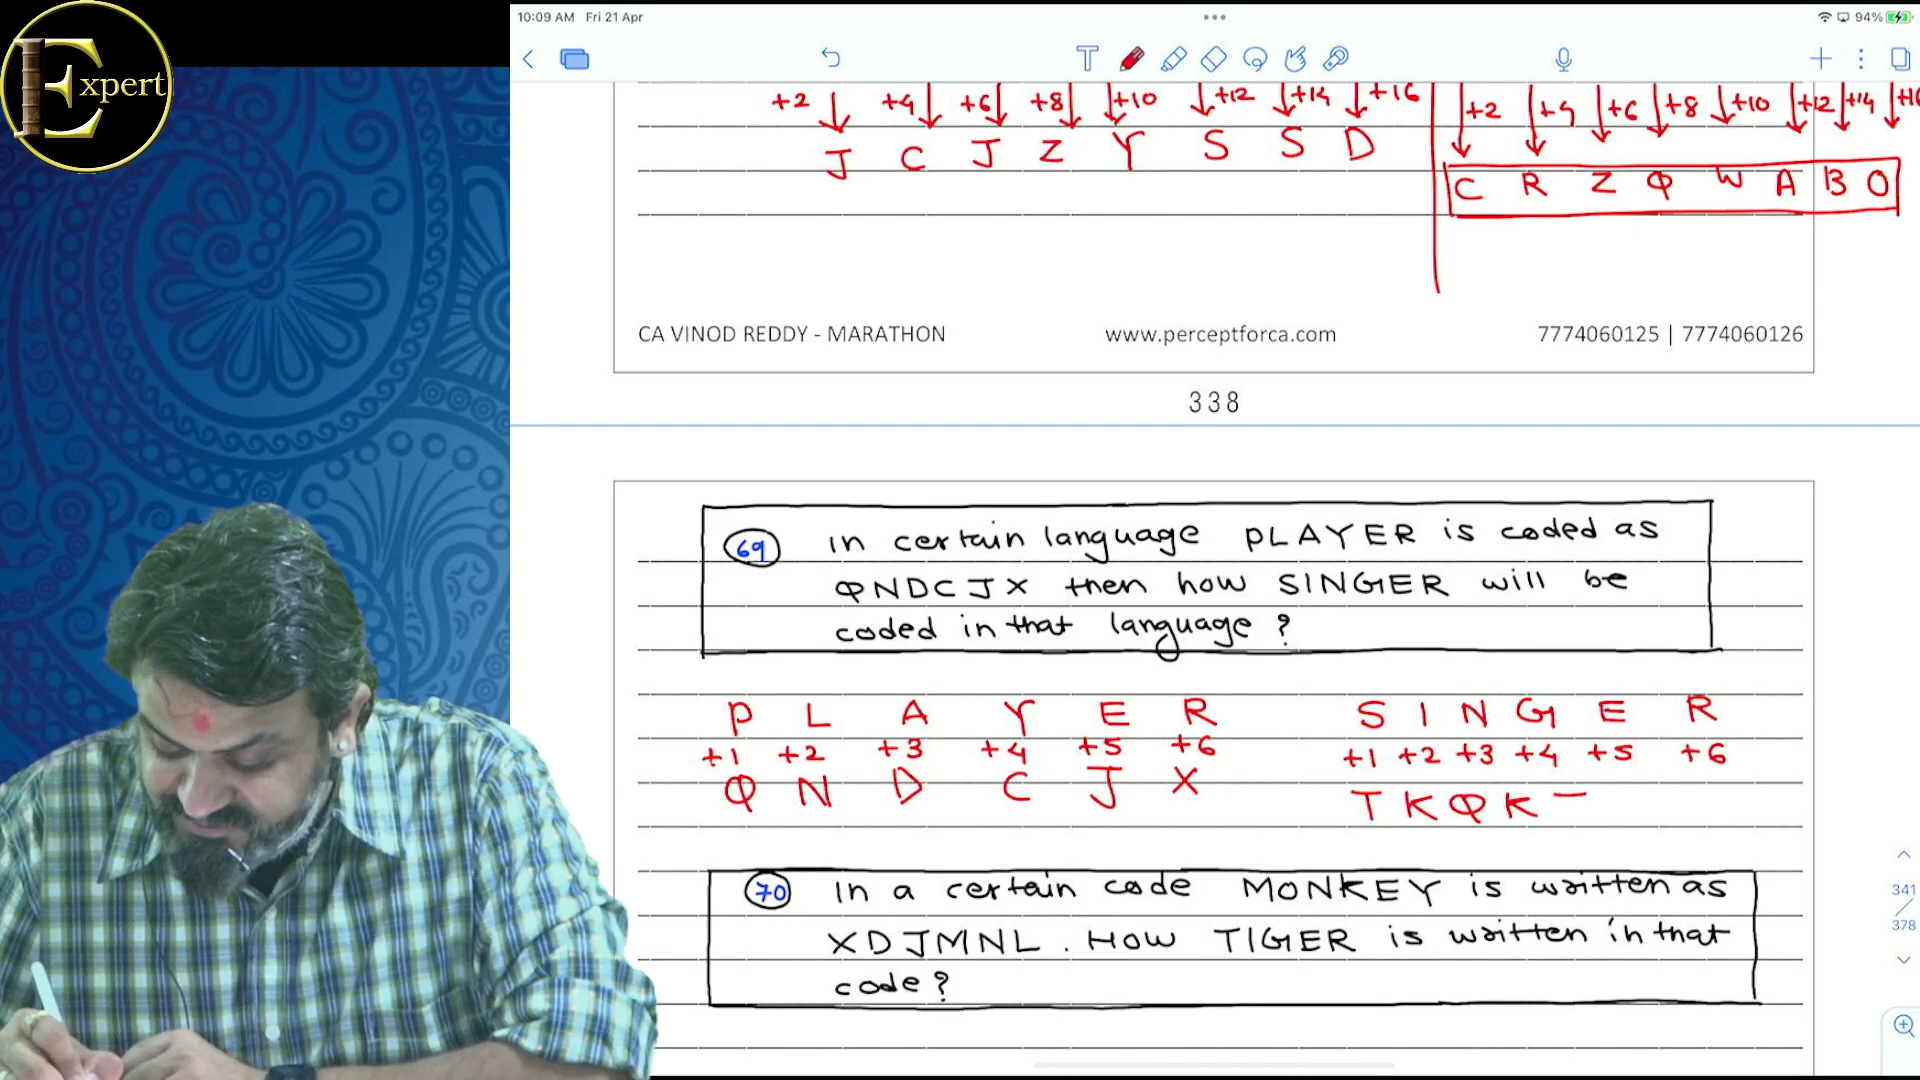 Expert
10:09 AM Fri 21 Apr
94%
+2 +4 +6 +8 +10 +12 +14 +16
J C J Z Y S S D
+2 +4 +6 +8 +10 +12 +14
C R Z Q W A B O
CA VINOD REDDY - MARATHON www.perceptforca.com 7774060125 | 7774060126
338
69 In certain language PLAYER is coded as
QNDCJX then how SINGER will be
coded in that language ?
P L A Y E R
+1 +2 +3 +4 +5 +6
Q N D C J X
S I N G E R
+1 +2 +3 +4 +5 +6
T K Q K
70 In a certain code MONKEY is written as
XDJMNL. How TIGER is written in that
code ?
341
378